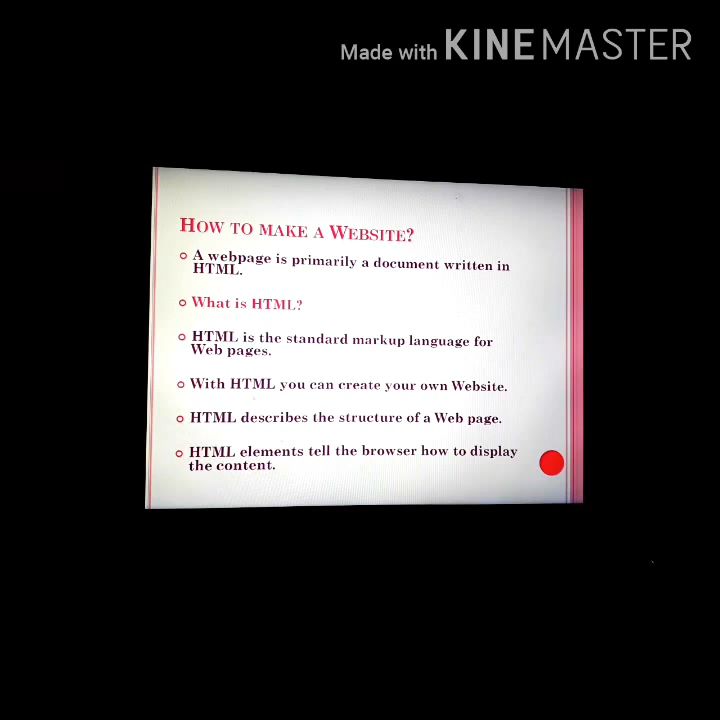 Made with KINEMASTER
HOW TO MAKE A WEBSITE?
A webpage is primarily a document written in
HTML.
What is HTML?
HTML is the standard markup language for
Web pages.
With HTML you can create your own Website.
HTML describes the structure of a Web page.
HTML elements tell the browser how to display
the content.